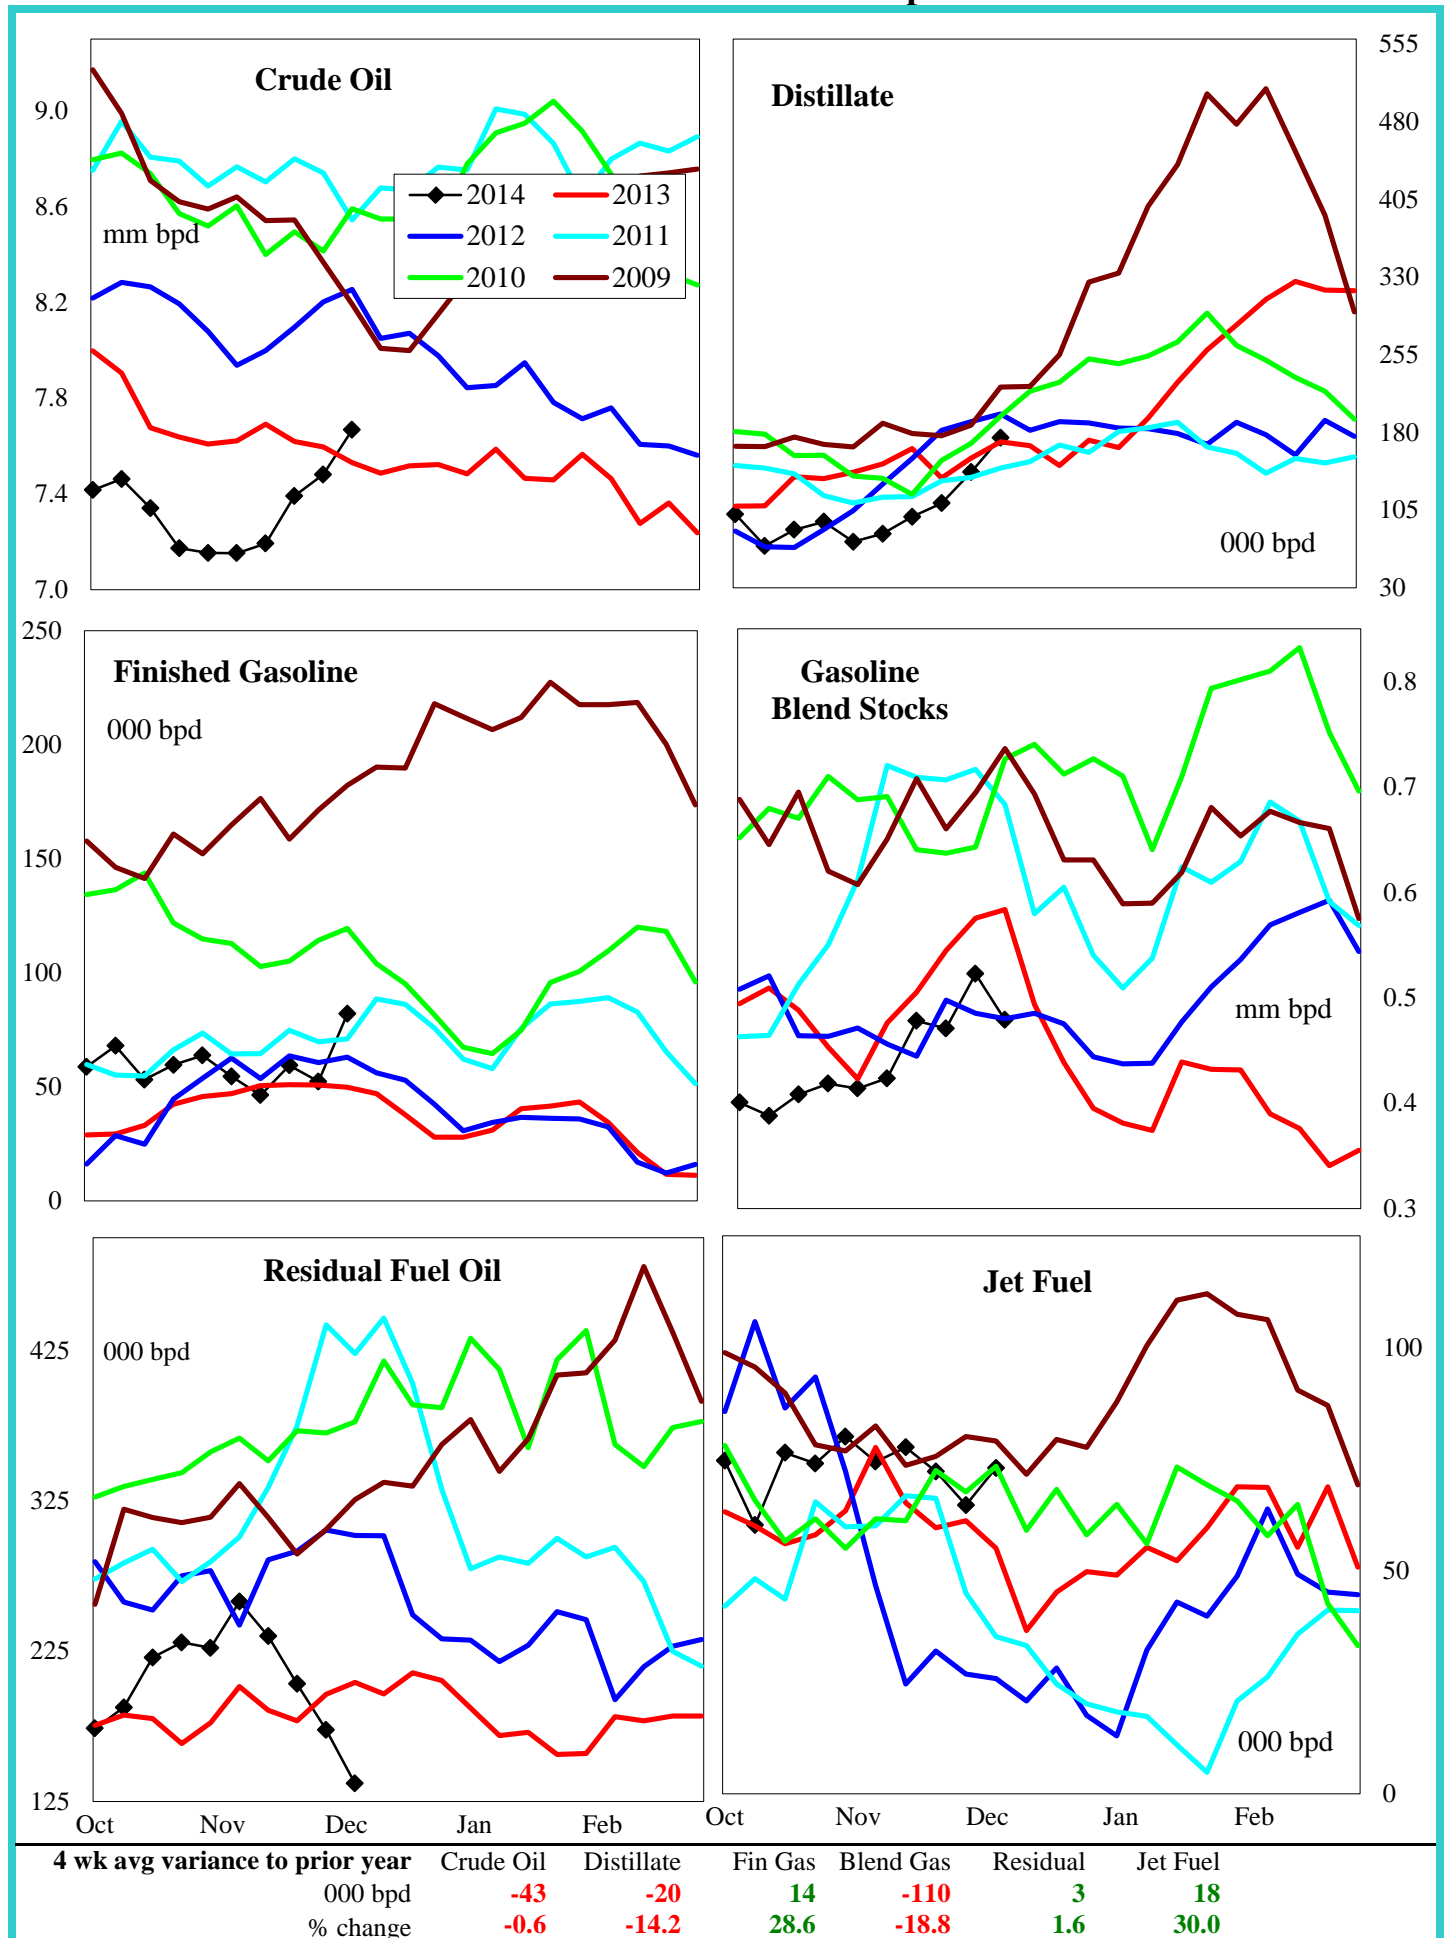 Crude Oil
9.0
8.6
8.2
7.8
7.4
7.0
mm bpd
2014 2013
2012 2011
2010 2009
Distillate
555
480
405
330
255
180
105
30
000 bpd
Finished Gasoline
000 bpd
250
200
150
100
50
0
Gasoline
Blend Stocks
0.8
0.7
0.6
0.5
0.4
0.3
mm bpd
Residual Fuel Oil
000 bpd
425
325
225
125
Oct Nov Dec Jan Feb
Jet Fuel
100
50
0
000 bpd
Oct Nov Dec Jan Feb
4 wk avg variance to prior year Crude Oil Distillate Fin Gas Blend Gas Residual Jet Fuel
000 bpd -43 -20 14 -110 3 18
% change -0.6 -14.2 28.6 -18.8 1.6 30.0